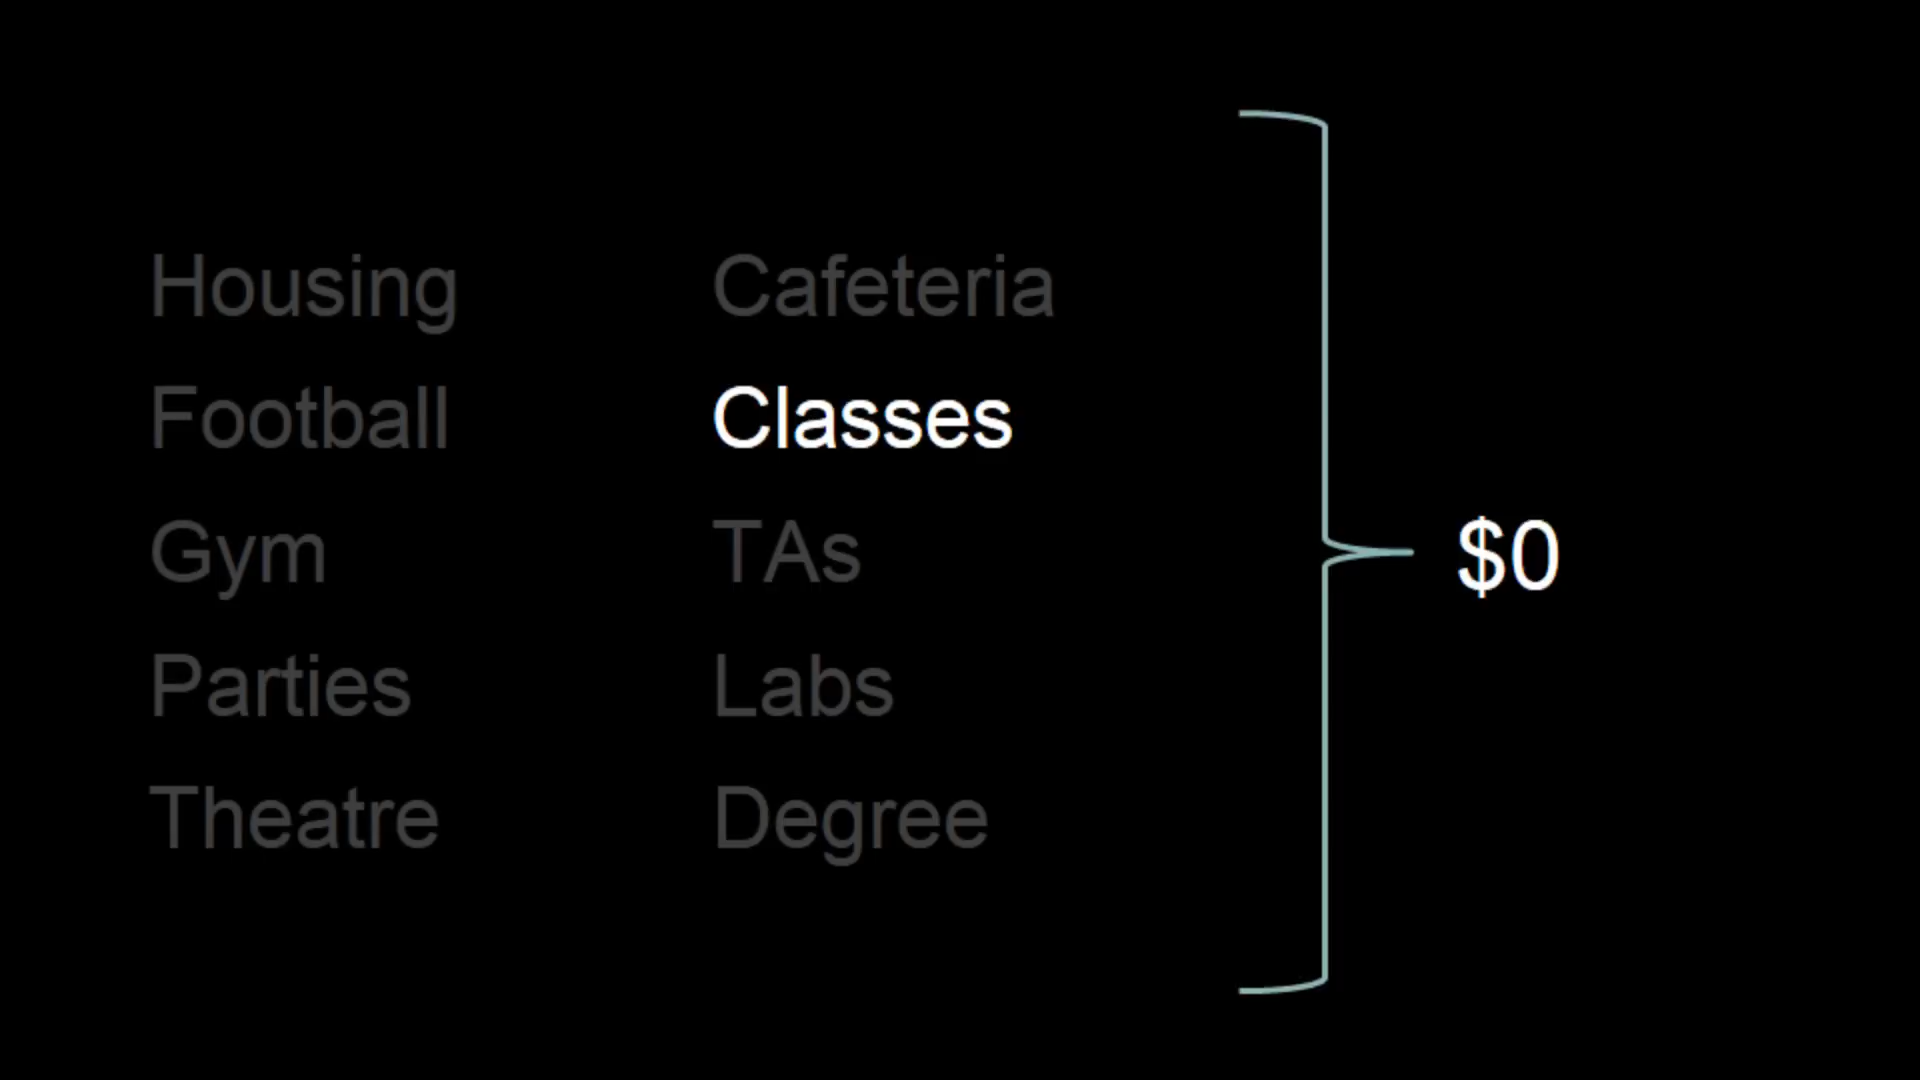 Housing
Football
Gym
Parties
Theatre
Cafeteria
Classes
TAs
Labs
Degree
$0